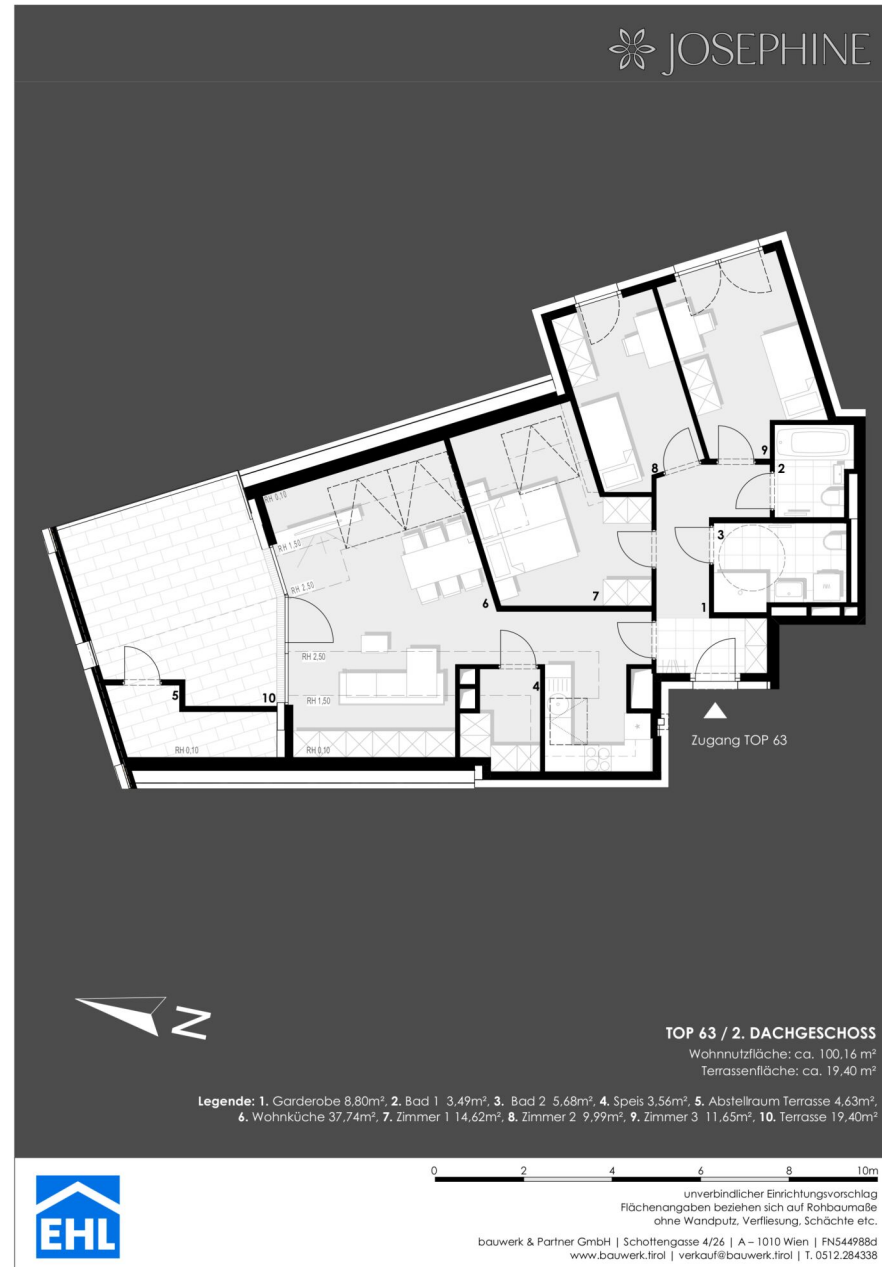 JOSEPHINE
RH 0,10
RH 1,50
RH 2,50
9
8
2
3
6
7
1
RH 2,50
4
5
10
RH 1,50
RH 0,10
RH 0,10
Zugang TOP 63
N
TOP 63 / 2. DACHGESCHOSS
Wohnnutzfläche: ca. 100,16 m²
Terrassenfläche: ca. 19,40 m²
Legende: 1. Garderobe 8,80m², 2. Bad 1 3,49m², 3. Bad 2 5,68m², 4. Speis 3,56m², 5. Abstellraum Terrasse 4,63m²,
6. Wohnküche 37,74m², 7. Zimmer 1 14,62m², 8. Zimmer 2 9,99m², 9. Zimmer 3 11,65m², 10. Terrasse 19,40m²
0 2 4 6 8 10m
unverbindlicher Einrichtungsvorschlag
Flächenangaben beziehen sich auf Rohbaumaße
ohne Wandputz, Verfliesung, Schächte etc.
EHL
bauwerk & Partner GmbH | Schottengasse 4/26 | A – 1010 Wien | FN544988d
www.bauwerk.tirol | verkauf@bauwerk.tirol | T. 0512.284338